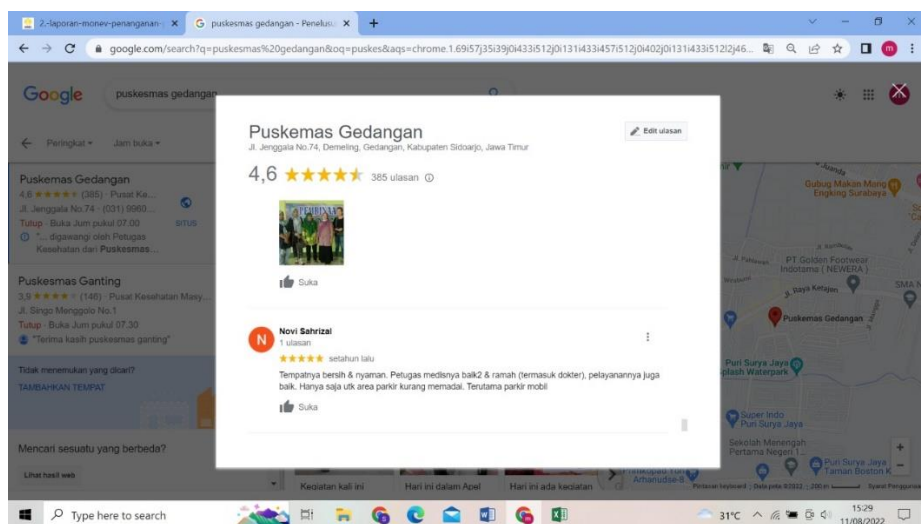 2.-laporan-monev-penanganan-
puskesmas gedangan - Penelusu
google.com/search?q=puskesmas%20gedangan&oq=puskes&aqs=chrome.1.69i57j35i39j0i433i512j0i131i433i457i512j0i402j0i131i433i512l2j46...
Google
puskesmas gedangan
Peringkat
Jam buka
Puskemas Gedangan
4,6 ★★★★★ (385) · Pusat Ke...
Jl. Jenggala No.74 · (031) 9960...
Tutup · Buka Jum pukul 07.00
SITUS
"... digawangi oleh Petugas
Kesehatan dari Puskesmas...
Puskesmas Ganting
3,9 ★★★★ (146) · Pusat Kesehatan Masy...
Jl. Singo Menggolo No.1
Tutup · Buka Jum pukul 07.30
"Terima kasih puskesmas ganting"
Tidak menemukan yang dicari?
TAMBAHKAN TEMPAT
Mencari sesuatu yang berbeda?
Lihat hasil web
Puskemas Gedangan
Jl. Jenggala No.74, Demeling, Gedangan, Kabupaten Sidoarjo, Jawa Timur
Edit ulasan
4,6 ★★★★★ 385 ulasan
Suka
N
Novi Sahrizal
1 ulasan
★★★★★ setahun lalu
Tempatnya bersih & nyaman. Petugas medisnya baik2 & ramah (termasuk dokter), pelayanannya juga
baik. Hanya saja utk area parkir kurang memadai. Terutama parkir mobil
Suka
Kegiatan kali ini
Hari ini dalam Apel
Hari ini ada kegiatan
Gubug Makan Mang
Engking Surabaya
PT Golden Footwear
Indotama ( NEWERA )
Jl. Raya Ketajen
SMA N
Puskemas Gedangan
Puri Surya Jaya
Splash Waterpark
Super Indo
Puri Surya Jaya
Sekolah Menengah
Pertama Negeri 1...
Puri Surya Jaya
Taman Boston K
Type here to search
31°C
15:29
11/08/2022